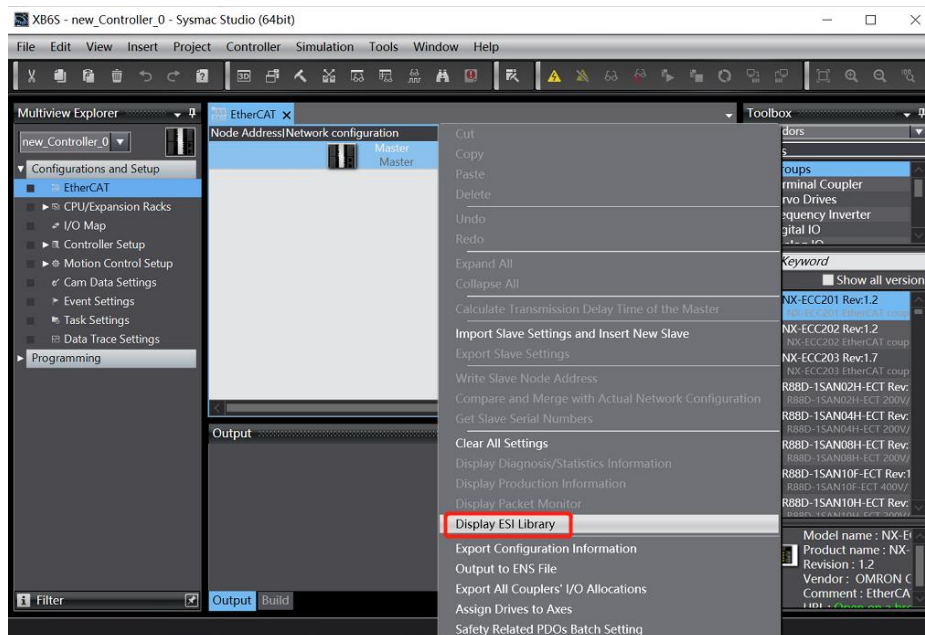 XB6S - new_Controller_0 - Sysmac Studio (64bit)
File Edit View Insert Project Controller Simulation Tools Window Help
Multiview Explorer
new_Controller_0
Configurations and Setup
EtherCAT
CPU/Expansion Racks
I/O Map
Controller Setup
Motion Control Setup
Cam Data Settings
Event Settings
Task Settings
Data Trace Settings
Programming
Filter
EtherCAT
Node Address|Network configuration
Master
Master
Output
Output Build
Cut
Copy
Paste
Delete
Undo
Redo
Expand All
Collapse All
Calculate Transmission Delay Time of the Master
Import Slave Settings and Insert New Slave
Export Slave Settings
Write Slave Node Address
Compare and Merge with Actual Network Configuration
Get Slave Serial Numbers
Clear All Settings
Display Diagnosis/Statistics Information
Display Production Information
Display Packet Monitor
Display ESI Library
Export Configuration Information
Output to ENS File
Export All Couplers' I/O Allocations
Assign Drives to Axes
Safety Related PDOs Batch Setting
Toolbox
dors
s
oups
rminal Coupler
rvo Drives
equency Inverter
gital IO
Keyword
Show all version
NX-ECC201 Rev:1.2
NX-ECC201 EtherCAT coup
NX-ECC202 Rev:1.2
NX-ECC202 EtherCAT coup
NX-ECC203 Rev:1.7
NX-ECC203 EtherCAT coup
R88D-1SAN02H-ECT Rev:
R88D-1SAN02H-ECT 200V/
R88D-1SAN04H-ECT Rev:
R88D-1SAN04H-ECT 200V/
R88D-1SAN08H-ECT Rev:
R88D-1SAN08H-ECT 200V/
R88D-1SAN10F-ECT Rev:1
R88D-1SAN10F-ECT 400V/
R88D-1SAN10H-ECT Rev:
Model name : NX-E
Product name : NX-
Revision : 1.2
Vendor : OMRON C
Comment : EtherCA